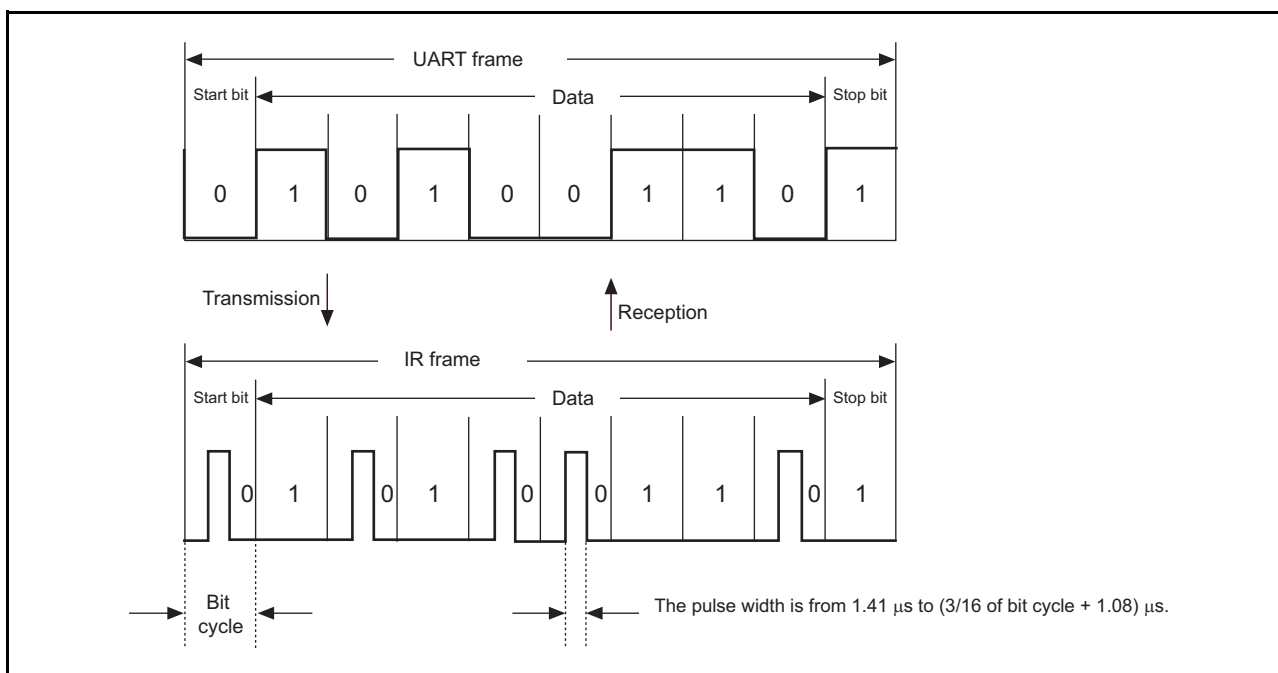 UART frame
Start bit Data Stop bit
0 1 0 1 0 0 1 1 0 1
Transmission
Reception
IR frame
Start bit Data Stop bit
0 1 0 1 0 0 1 1 0 1
Bit
cycle
The pulse width is from 1.41 μs to (3/16 of bit cycle + 1.08) μs.